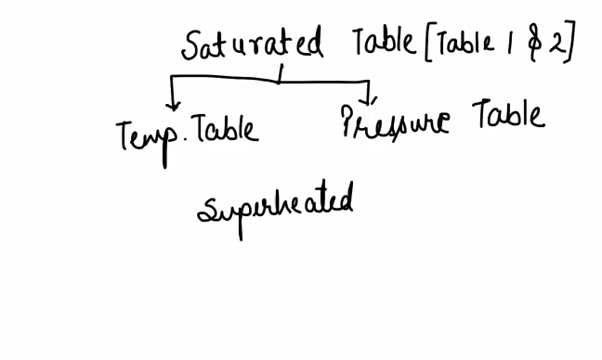 Saturated Table [Table 1 & 2]
Temp. Table Pressure Table
Superheated